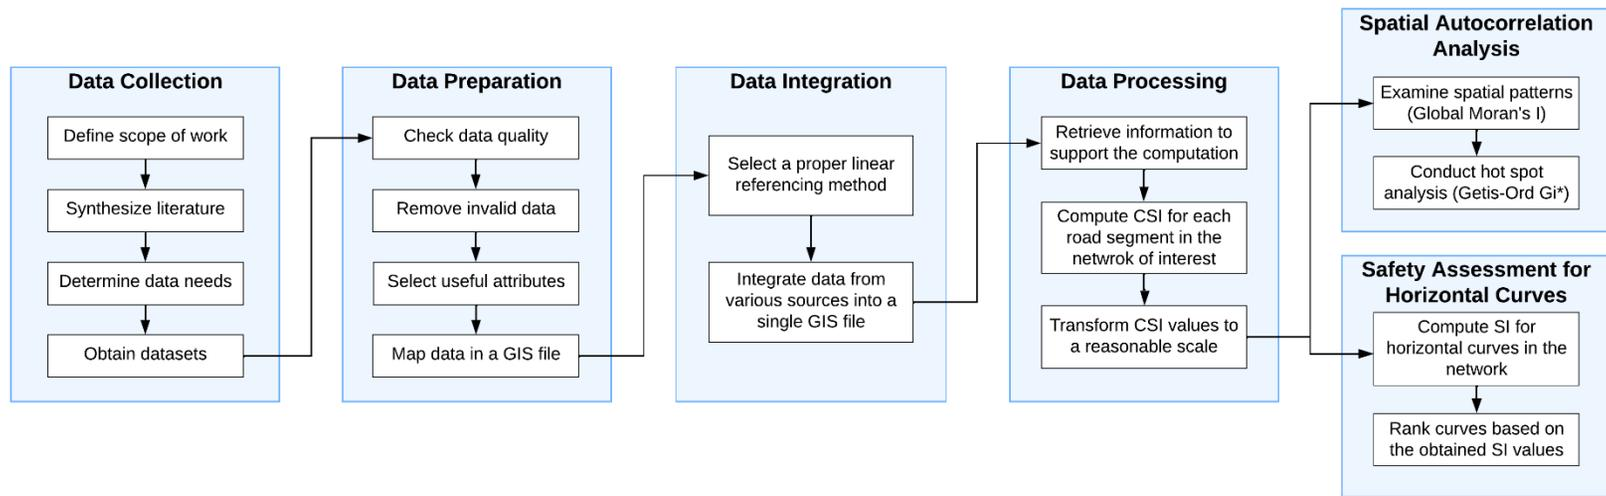 Data Collection
Define scope of work
Synthesize literature
Determine data needs
Obtain datasets
Data Preparation
Check data quality
Remove invalid data
Select useful attributes
Map data in a GIS file
Data Integration
Select a proper linear
referencing method
Integrate data from
various sources into a
single GIS file
Data Processing
Retrieve information to
support the computation
Compute CSI for each
road segment in the
netwrok of interest
Transform CSI values to
a reasonable scale
Spatial Autocorrelation
Analysis
Examine spatial patterns
(Global Moran's I)
Conduct hot spot
analysis (Getis-Ord Gi*)
Safety Assessment for
Horizontal Curves
Compute SI for
horizontal curves in the
network
Rank curves based on
the obtained SI values